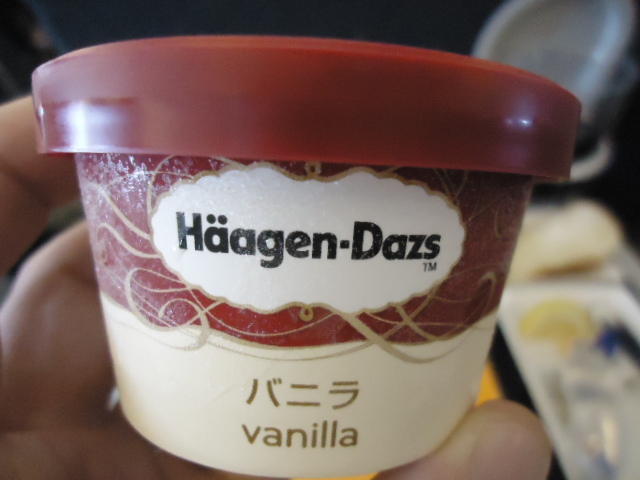 Häagen-Dazs
TM
バニラ
vanilla